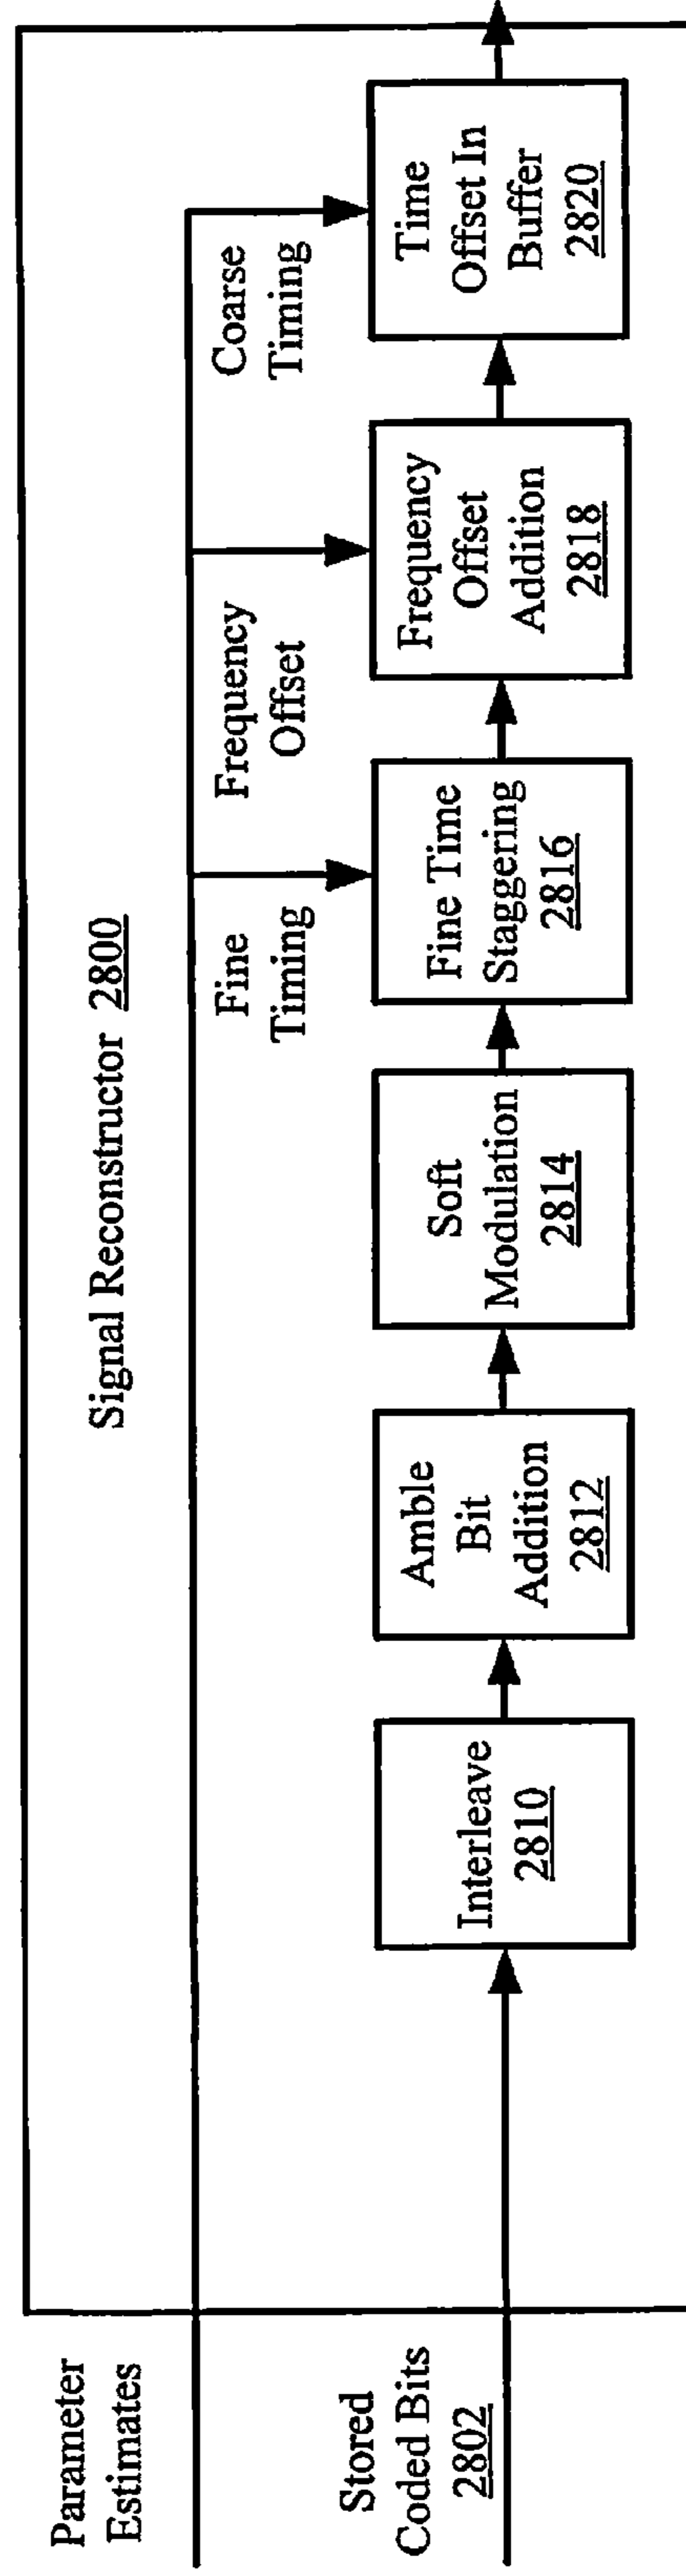 Signal Reconstructor 2800
Parameter
Estimates
Fine
Timing
Frequency
Offset
Coarse
Timing
Stored
Coded Bits
2802
Interleave
2810
Amble
Bit
Addition
2812
Soft
Modulation
2814
Fine Time
Staggering
2816
Frequency
Offset
Addition
2818
Time
Offset In
Buffer
2820